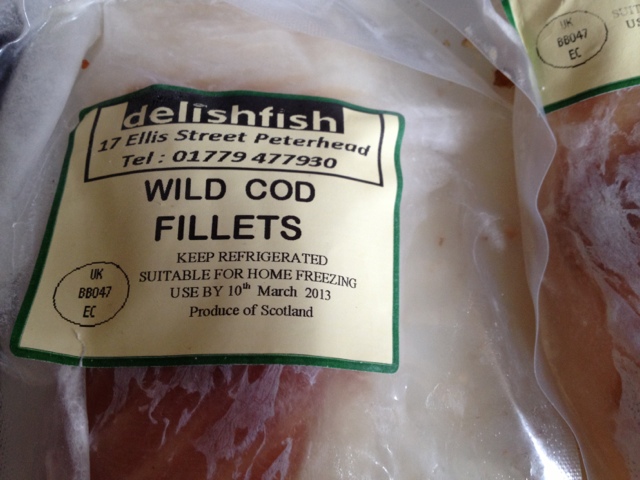 delishfish
17 Ellis Street Peterhead
Tel : 01779 477930
WILD COD
FILLETS
KEEP REFRIGERATED
SUITABLE FOR HOME FREEZING
USE BY 10th March 2013
Produce of Scotland
UK
BB047
EC
UK
BB047
EC